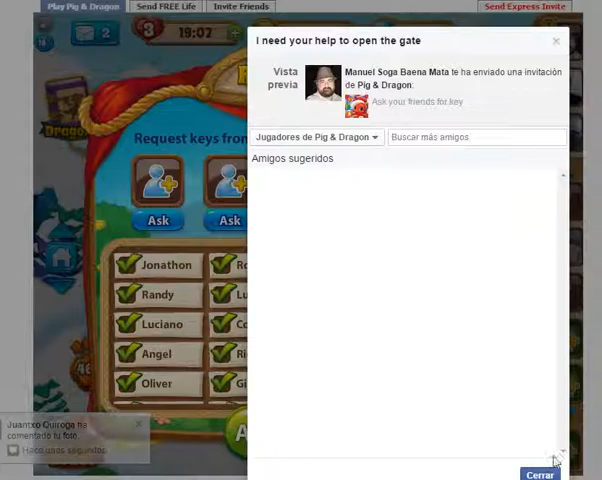 Play Pig & Dragon
Send FREE Life
Invite Friends
Send Express Invite
2
3
19:02
I need your help to open the gate
Vista previa
Manuel Soga Baena Mata te ha enviado una invitación
de Pig & Dragon:
Ask your friends for key
Jugadores de Pig & Dragon
Buscar más amigos
Amigos sugeridos
Request keys from
Ask
Ask
Jonathon
Randy
Luciano
Angel
Oliver
Juantxo Quiroga ha
comentado tu foto.
Hace unos segundos
Cerrar